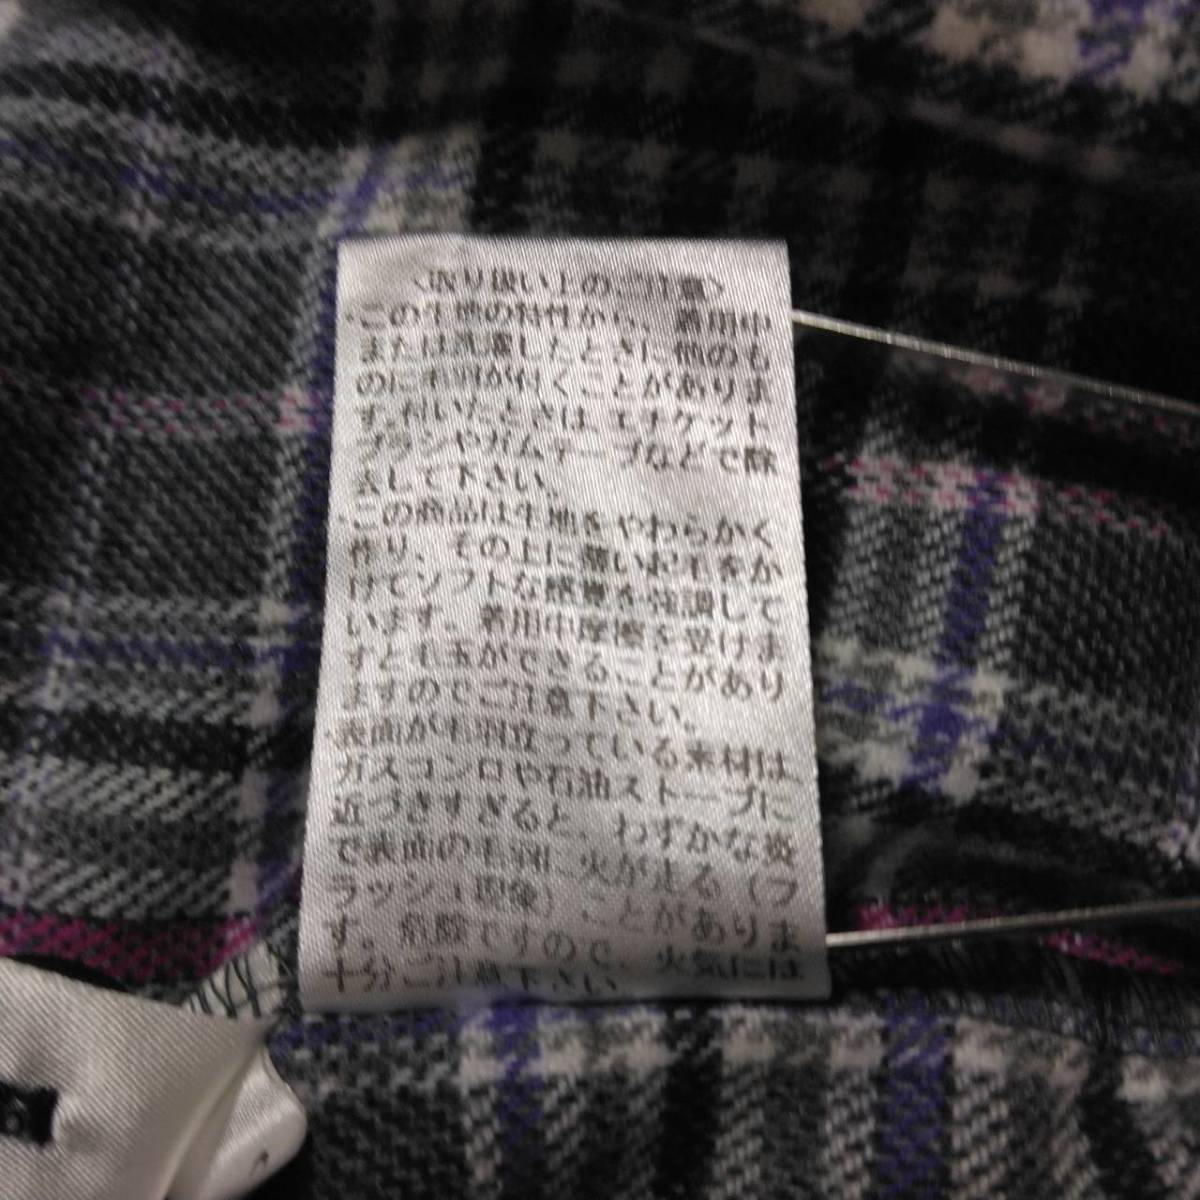 〈取り扱い上のご注意〉
・この生地の特性から、着用中
または洗濯したときに他のも
のに毛羽が付くことがありま
す。付いたときは、エチケット
ブラシやガムテープなどで除
去して下さい。
・この商品は生地をやわらかく
作り、その上に薄い起毛をか
けてソフトな感触を強調して
います。着用中摩擦を受けま
すと毛玉ができることがあり
ますのでご注意下さい。
・表面が毛羽立っている素材は
ガスコンロや石油ストーブに
近づきすぎると、わずかな炎
で表面の毛羽に火が走る（フ
ラッシュ現象）ことがありま
す。危険ですので、火気には
十分ご注意下さい